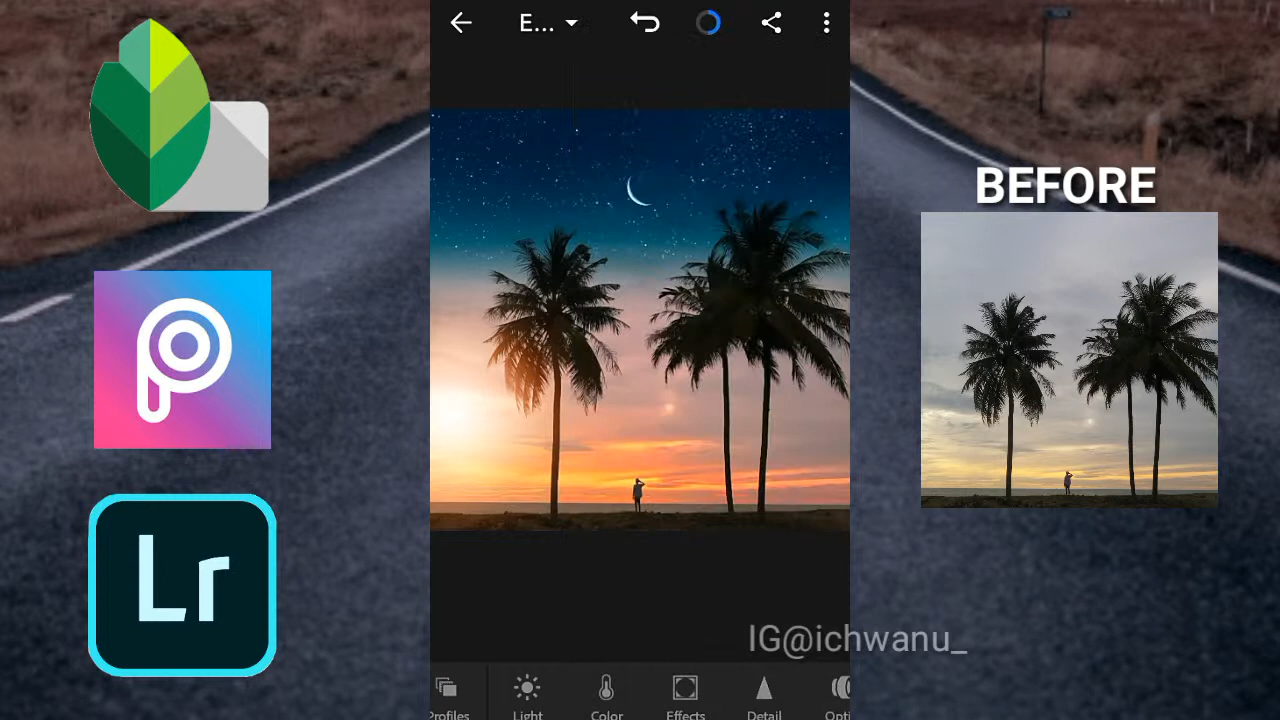 E...
BEFORE
Lr
IG@ichwanu_
Profiles
Light
Color
Effects
Detail
Opti